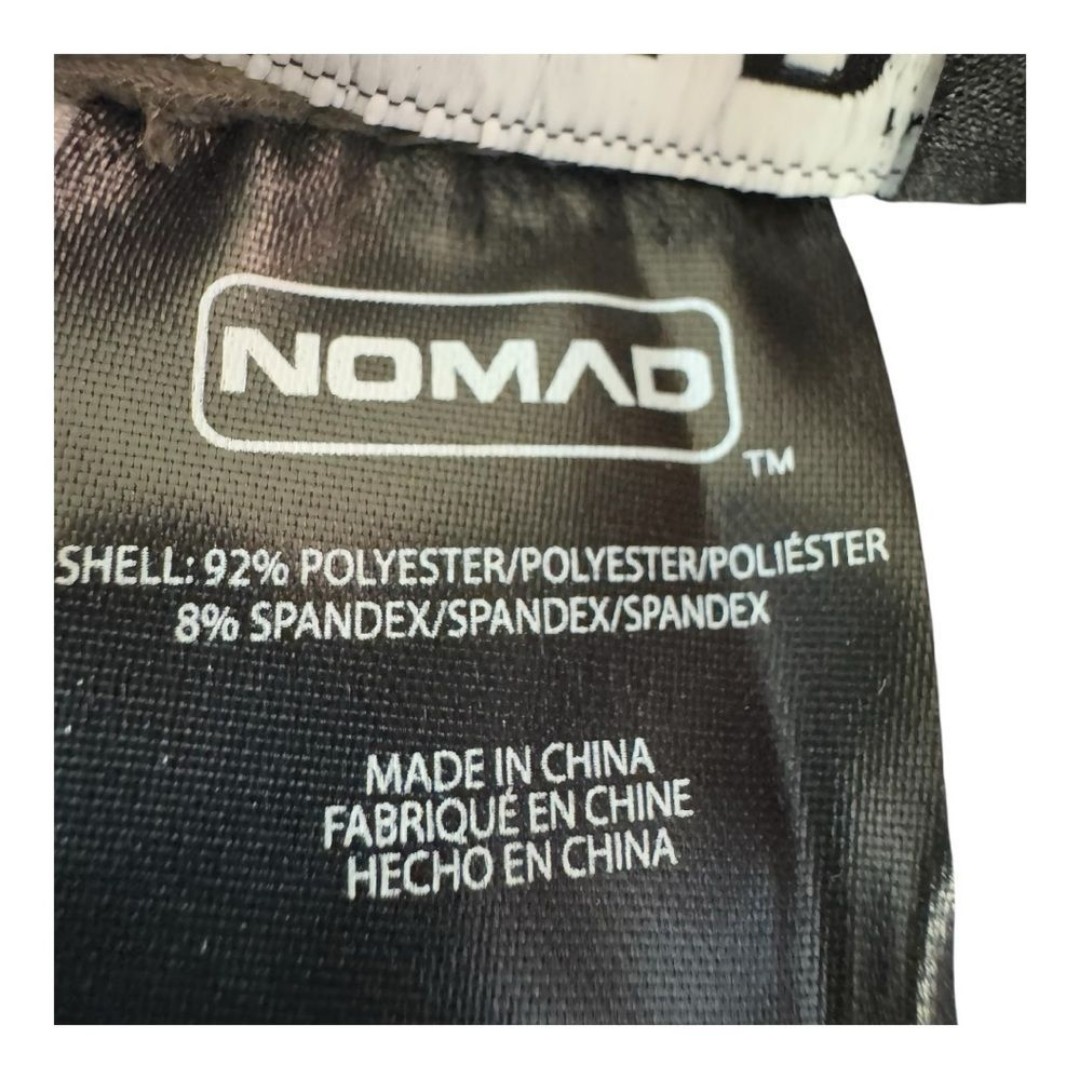 NOMAD
™
SHELL: 92% POLYESTER/POLYESTER/POLIÉSTER
8% SPANDEX/SPANDEX/SPANDEX
MADE IN CHINA
FABRIQUÉ EN CHINE
HECHO EN CHINA